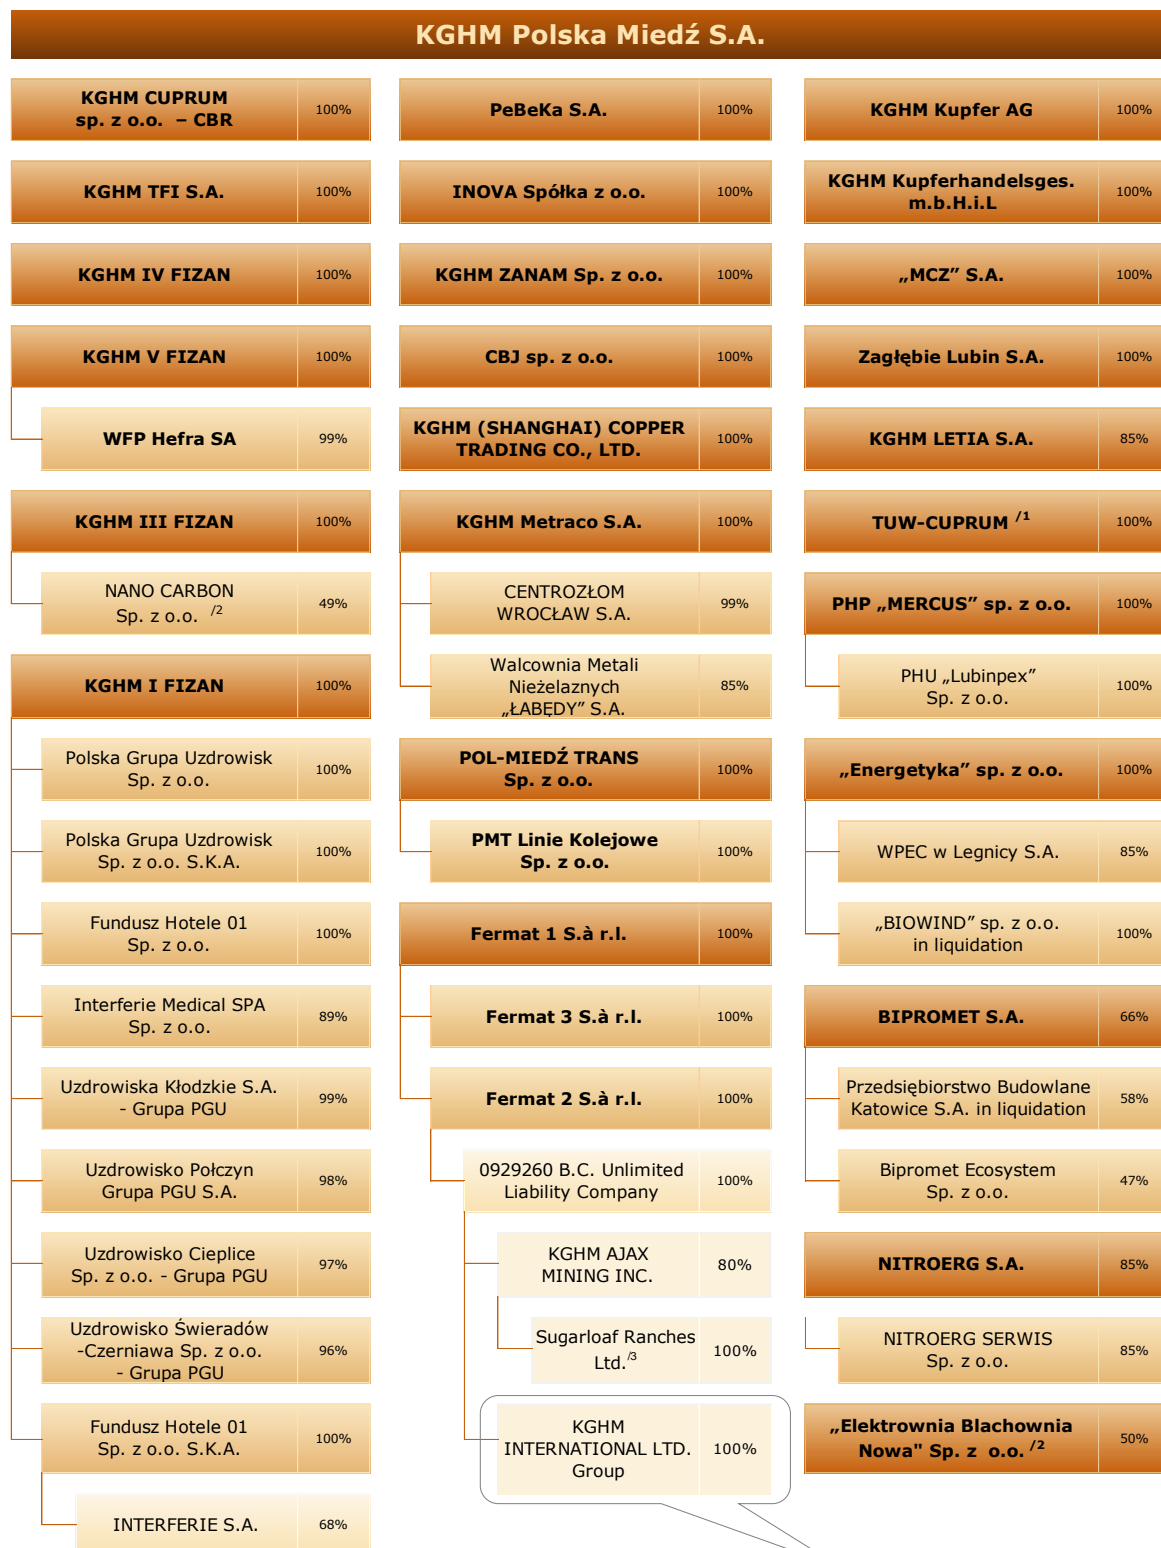 KGHM Polska Miedź S.A.
KGHM CUPRUM
sp. z o.o. – CBR
100%
KGHM TFI S.A.
100%
KGHM IV FIZAN
100%
KGHM V FIZAN
100%
WFP Hefra SA
99%
KGHM III FIZAN
100%
NANO CARBON
Sp. z o.o. /2
49%
KGHM I FIZAN
100%
Polska Grupa Uzdrowisk
Sp. z o.o.
100%
Polska Grupa Uzdrowisk
Sp. z o.o. S.K.A.
100%
Fundusz Hotele 01
Sp. z o.o.
100%
Interferie Medical SPA
Sp. z o.o.
89%
Uzdrowiska Kłodzkie S.A.
- Grupa PGU
99%
Uzdrowisko Połczyn
Grupa PGU S.A.
98%
Uzdrowisko Cieplice
Sp. z o.o. - Grupa PGU
97%
Uzdrowisko Świeradów
-Czerniawa Sp. z o.o.
- Grupa PGU
96%
Fundusz Hotele 01
Sp. z o.o. S.K.A.
100%
INTERFERIE S.A.
68%
PeBeKa S.A.
100%
INOVA Spółka z o.o.
100%
KGHM ZANAM Sp. z o.o.
100%
CBJ sp. z o.o.
100%
KGHM (SHANGHAI) COPPER
TRADING CO., LTD.
100%
KGHM Metraco S.A.
100%
CENTROZŁOM
WROCŁAW S.A.
99%
Walcownia Metali
Nieżelaznych
„ŁABĘDY” S.A.
85%
POL-MIEDŹ TRANS
Sp. z o.o.
100%
PMT Linie Kolejowe
Sp. z o.o.
100%
Fermat 1 S.à r.l.
100%
Fermat 3 S.à r.l.
100%
Fermat 2 S.à r.l.
100%
0929260 B.C. Unlimited
Liability Company
100%
KGHM AJAX
MINING INC.
80%
Sugarloaf Ranches
Ltd./3
100%
KGHM
INTERNATIONAL LTD.
Group
100%
KGHM Kupfer AG
100%
KGHM Kupferhandelsges.
m.b.H.i.L
100%
„MCZ” S.A.
100%
Zagłębie Lubin S.A.
100%
KGHM LETIA S.A.
85%
TUW-CUPRUM /1
100%
PHP „MERCUS” sp. z o.o.
100%
PHU „Lubinpex”
Sp. z o.o.
100%
„Energetyka” sp. z o.o.
100%
WPEC w Legnicy S.A.
85%
„BIOWIND” sp. z o.o.
in liquidation
100%
BIPROMET S.A.
66%
Przedsiębiorstwo Budowlane
Katowice S.A. in liquidation
58%
Bipromet Ecosystem
Sp. z o.o.
47%
NITROERG S.A.
85%
NITROERG SERWIS
Sp. z o.o.
85%
„Elektrownia Blachownia
Nowa" Sp. z o.o. /2
50%